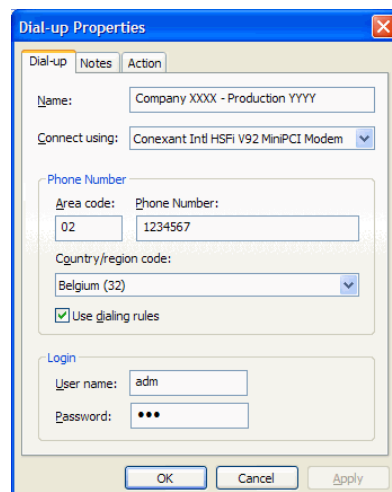 Dial-up Properties
Dial-up Notes Action
Name: Company XXXX - Production YYYY
Connect using: Conexant Intl HSFi V92 MiniPCI Modem
Phone Number
Area code: Phone Number:
02 1234567
Country/region code:
Belgium (32)
Use dialing rules
Login
User name: adm
Password: •••
OK Cancel Apply